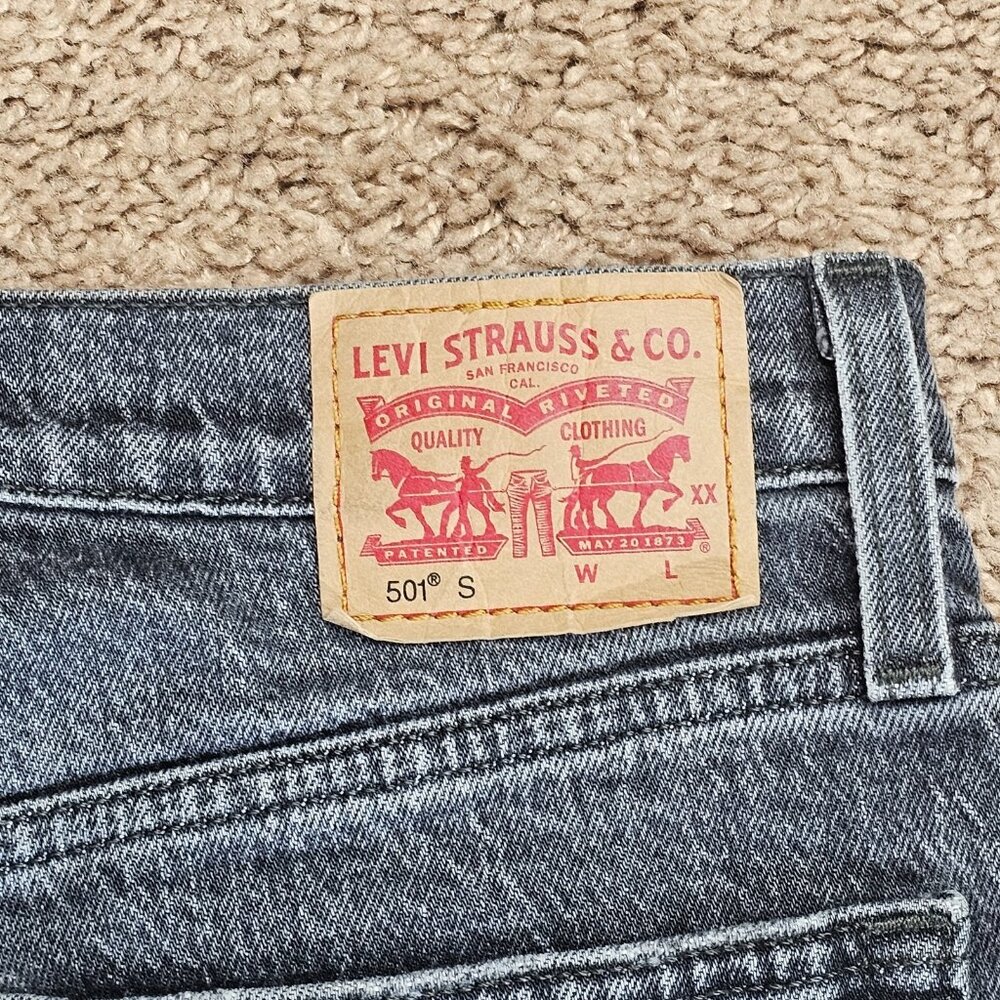 LEVI STRAUSS & CO.
SAN FRANCISCO
CAL.
ORIGINAL RIVETED
QUALITY CLOTHING
XX
PATENTED MAY 20 1873 ®
W L
501® S